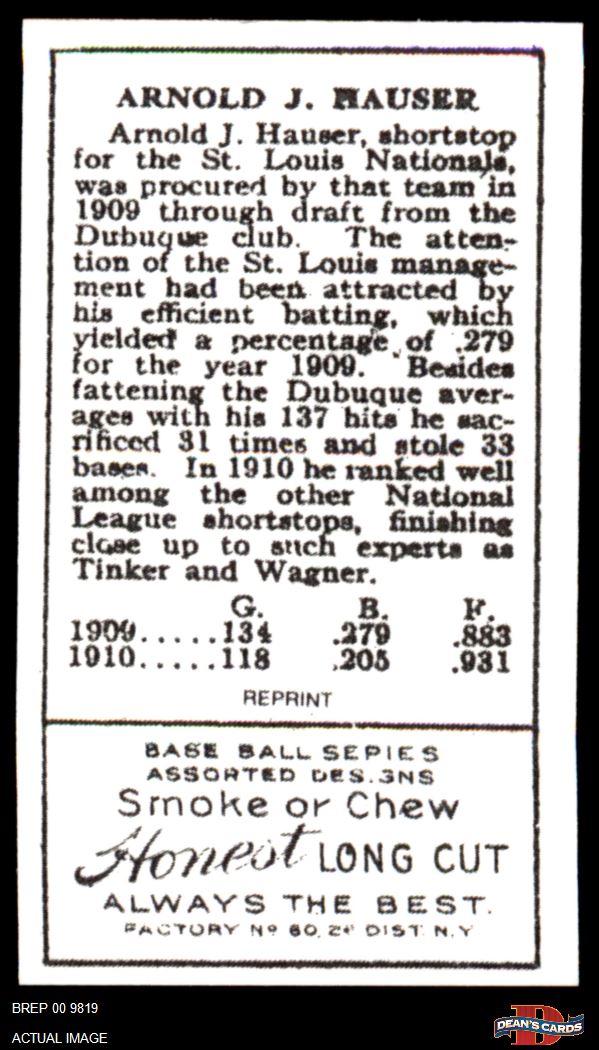 ARNOLD J. HAUSER
Arnold J. Hauser, shortstop
for the St. Louis Nationals,
was procured by that team in
1909 through draft from the
Dubuque club. The atten-
tion of the St. Louis manage-
ment had been attracted by
his efficient batting, which
yielded a percentage of .279
for the year 1909. Besides
fattening the Dubuque aver-
ages with his 137 hits he sac-
rificed 31 times and stole 33
bases. In 1910 he ranked well
among the other National
League shortstops, finishing
close up to such experts as
Tinker and Wagner.
G. B. F.
1909.....134 .279 .883
1910.....118 .205 .931
REPRINT
BASE BALL SERIES
ASSORTED DESIGNS
Smoke or Chew
Honest LONG CUT
ALWAYS THE BEST.
FACTORY Nº 60, 2ᵈ DIST. N.Y
BREP 00 9819
ACTUAL IMAGE
DEAN'S CARDS